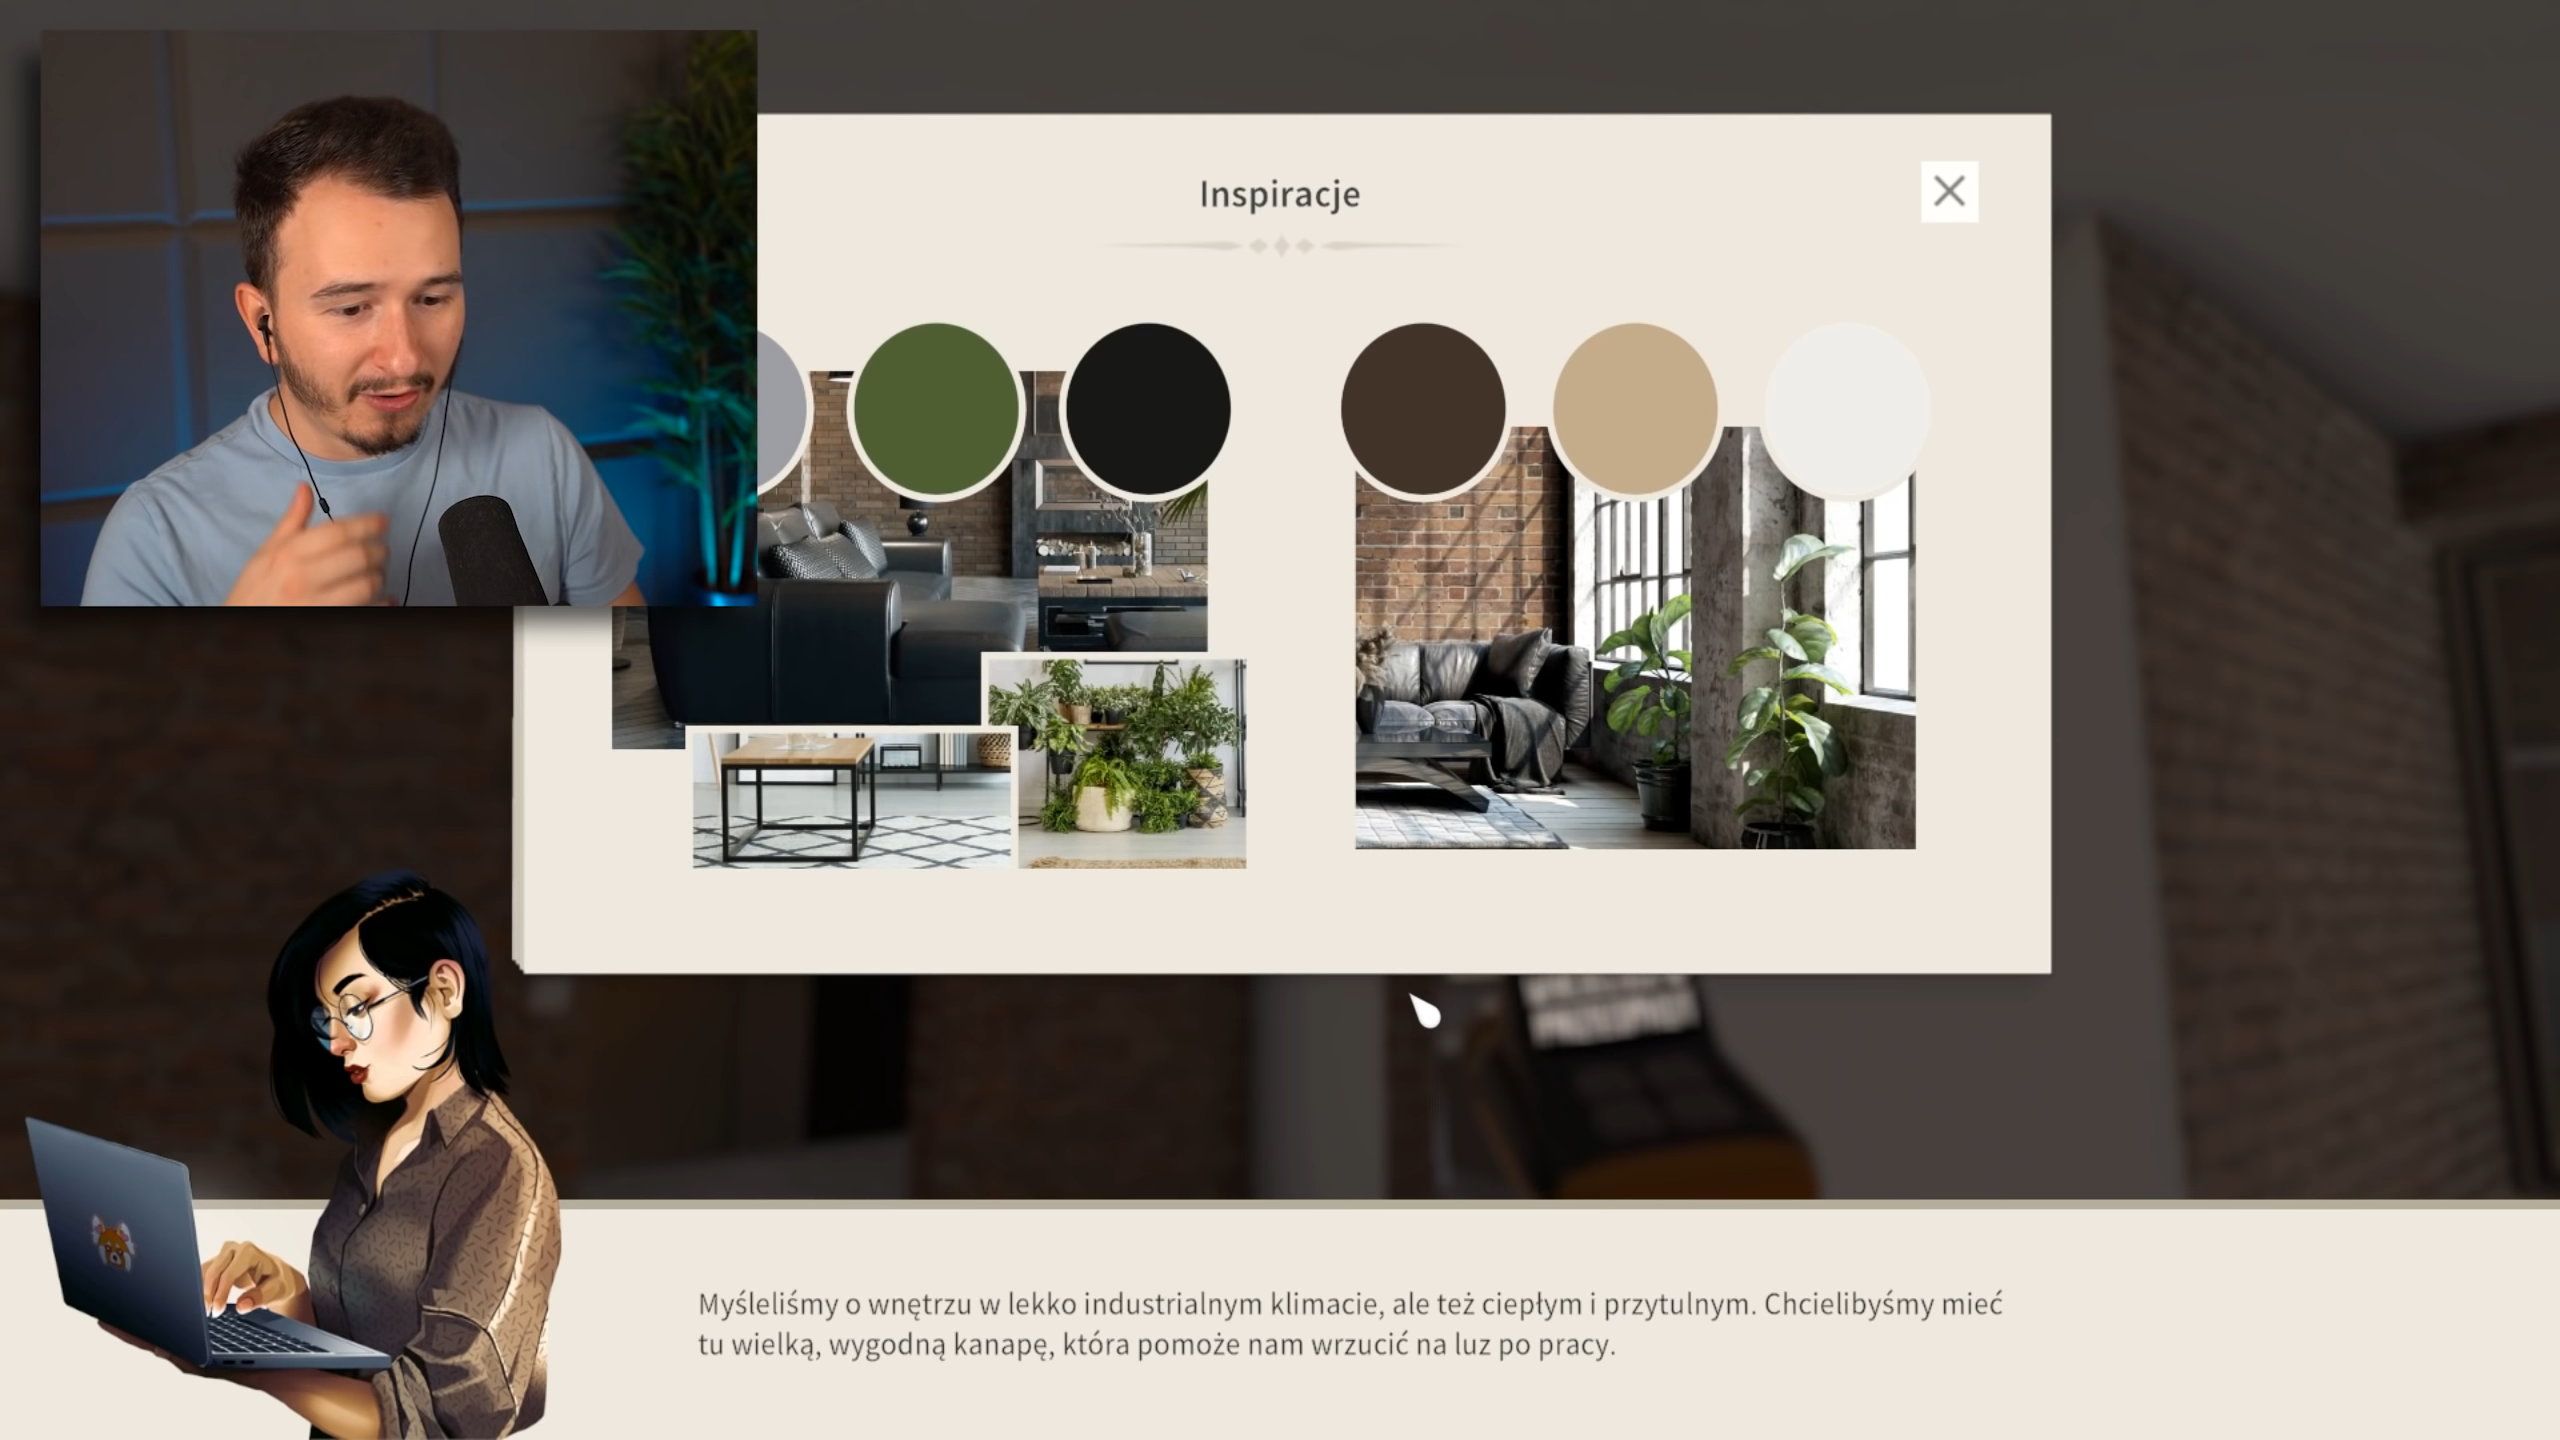 Inspiracje
Myśleliśmy o wnętrzu w lekko industrialnym klimacie, ale też ciepłym i przytulnym. Chcielibyśmy mieć
tu wielką, wygodną kanapę, która pomoże nam wrzucić na luz po pracy.